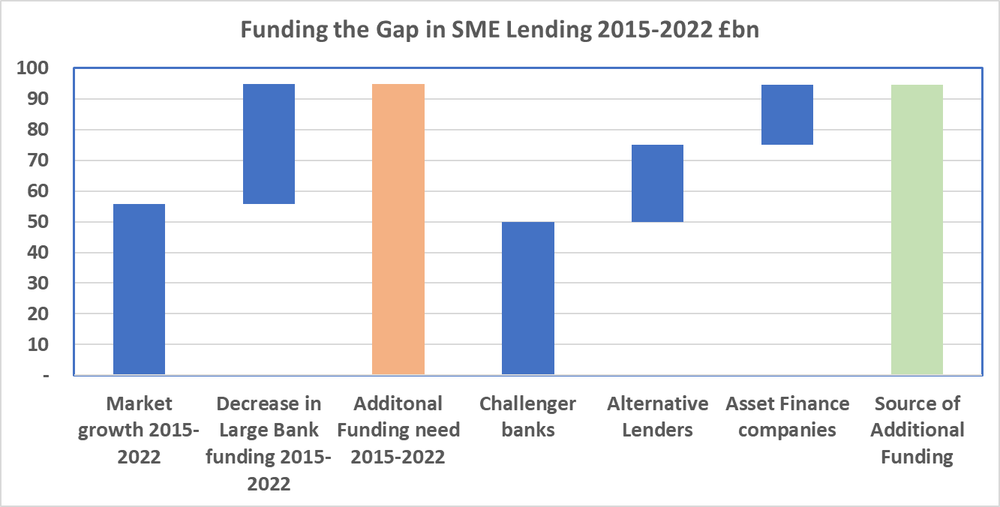 Funding the Gap in SME Lending 2015-2022 £bn
100
90
80
70
60
50
40
30
20
10
-
Market
growth 2015-
2022
Decrease in
Large Bank
funding 2015-
2022
Additonal
Funding need
2015-2022
Challenger
banks
Alternative
Lenders
Asset Finance
companies
Source of
Additional
Funding